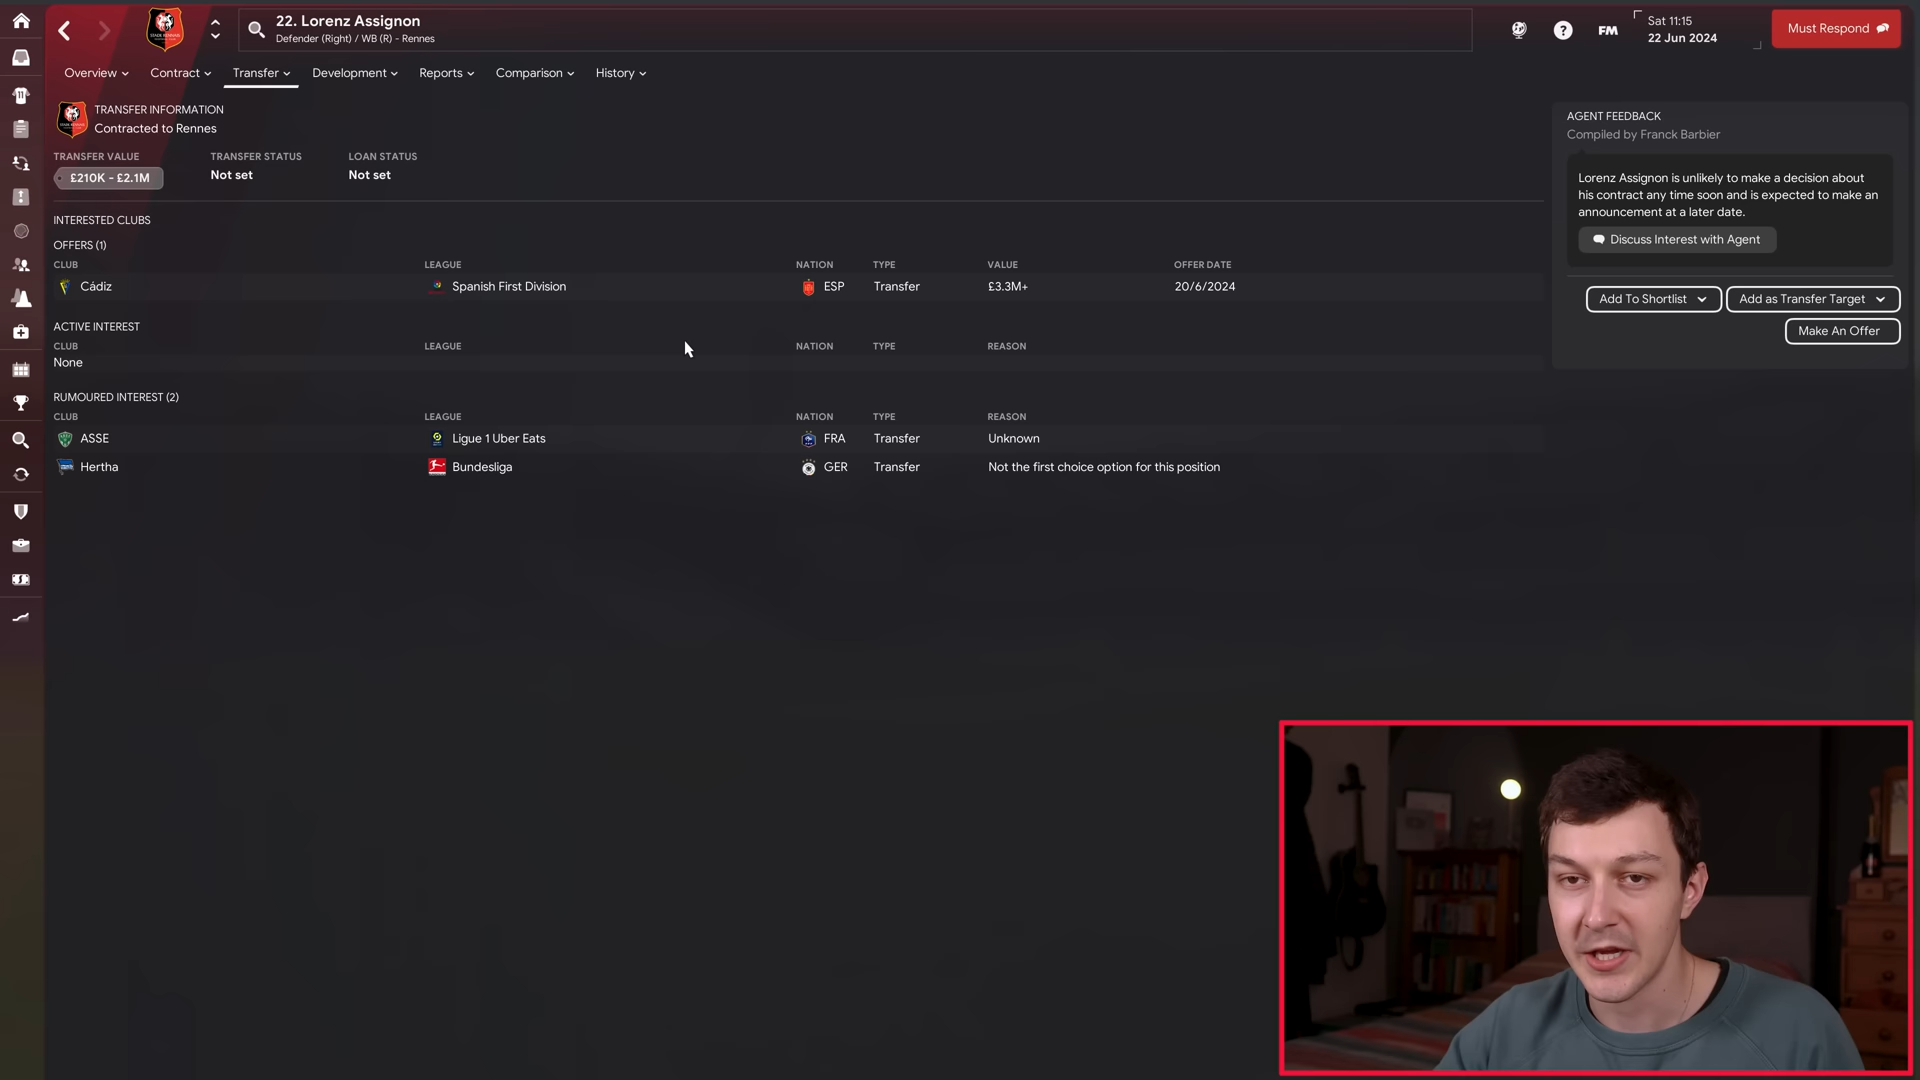 22. Lorenz Assignon
Defender (Right) / WB (R) - Rennes
FM
Sat 11:15
22 Jun 2024
Must Respond
Overview
Contract
Transfer
Development
Reports
Comparison
History
TRANSFER INFORMATION
Contracted to Rennes
TRANSFER VALUE
TRANSFER STATUS
LOAN STATUS
£210K - £2.1M
Not set
Not set
INTERESTED CLUBS
OFFERS (1)
CLUB LEAGUE NATION TYPE VALUE OFFER DATE
Cádiz Spanish First Division ESP Transfer £3.3M+ 20/6/2024
ACTIVE INTEREST
CLUB LEAGUE NATION TYPE REASON
None
RUMOURED INTEREST (2)
CLUB LEAGUE NATION TYPE REASON
ASSE Ligue 1 Uber Eats FRA Transfer Unknown
Hertha Bundesliga GER Transfer Not the first choice option for this position
AGENT FEEDBACK
Compiled by Franck Barbier
Lorenz Assignon is unlikely to make a decision about
his contract any time soon and is expected to make an
announcement at a later date.
Discuss Interest with Agent
Add To Shortlist
Add as Transfer Target
Make An Offer